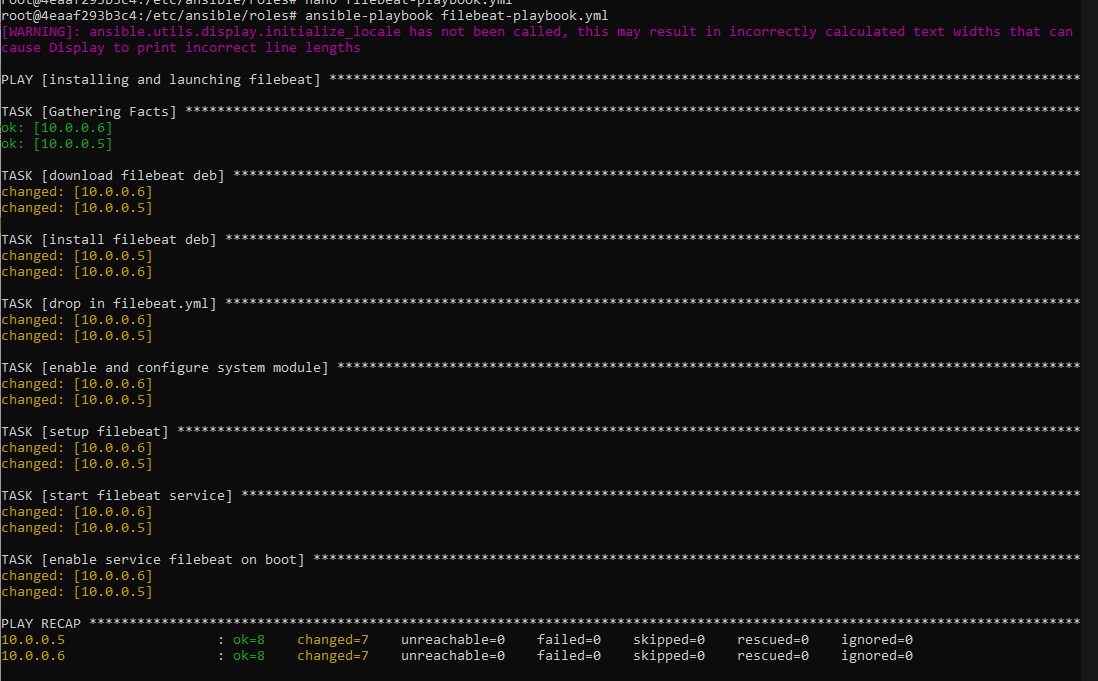 root@4eaaf293b3c4:/etc/ansible/roles# nano filebeat-playbook.yml
root@4eaaf293b3c4:/etc/ansible/roles# ansible-playbook filebeat-playbook.yml
[WARNING]: ansible.utils.display.initialize_locale has not been called, this may result in incorrectly calculated text widths that can
cause Display to print incorrect line lengths
PLAY [installing and launching filebeat] **********************************************************************************************
TASK [Gathering Facts] ****************************************************************************************************************
ok: [10.0.0.6]
ok: [10.0.0.5]
TASK [download filebeat deb] **********************************************************************************************************
changed: [10.0.0.6]
changed: [10.0.0.5]
TASK [install filebeat deb] ***********************************************************************************************************
changed: [10.0.0.5]
changed: [10.0.0.6]
TASK [drop in filebeat.yml] ***********************************************************************************************************
changed: [10.0.0.6]
changed: [10.0.0.5]
TASK [enable and configure system module] *********************************************************************************************
changed: [10.0.0.6]
changed: [10.0.0.5]
TASK [setup filebeat] *****************************************************************************************************************
changed: [10.0.0.6]
changed: [10.0.0.5]
TASK [start filebeat service] *********************************************************************************************************
changed: [10.0.0.6]
changed: [10.0.0.5]
TASK [enable service filebeat on boot] ************************************************************************************************
changed: [10.0.0.6]
changed: [10.0.0.5]
PLAY RECAP ****************************************************************************************************************************
10.0.0.5                   : ok=8    changed=7    unreachable=0    failed=0    skipped=0    rescued=0    ignored=0
10.0.0.6                   : ok=8    changed=7    unreachable=0    failed=0    skipped=0    rescued=0    ignored=0